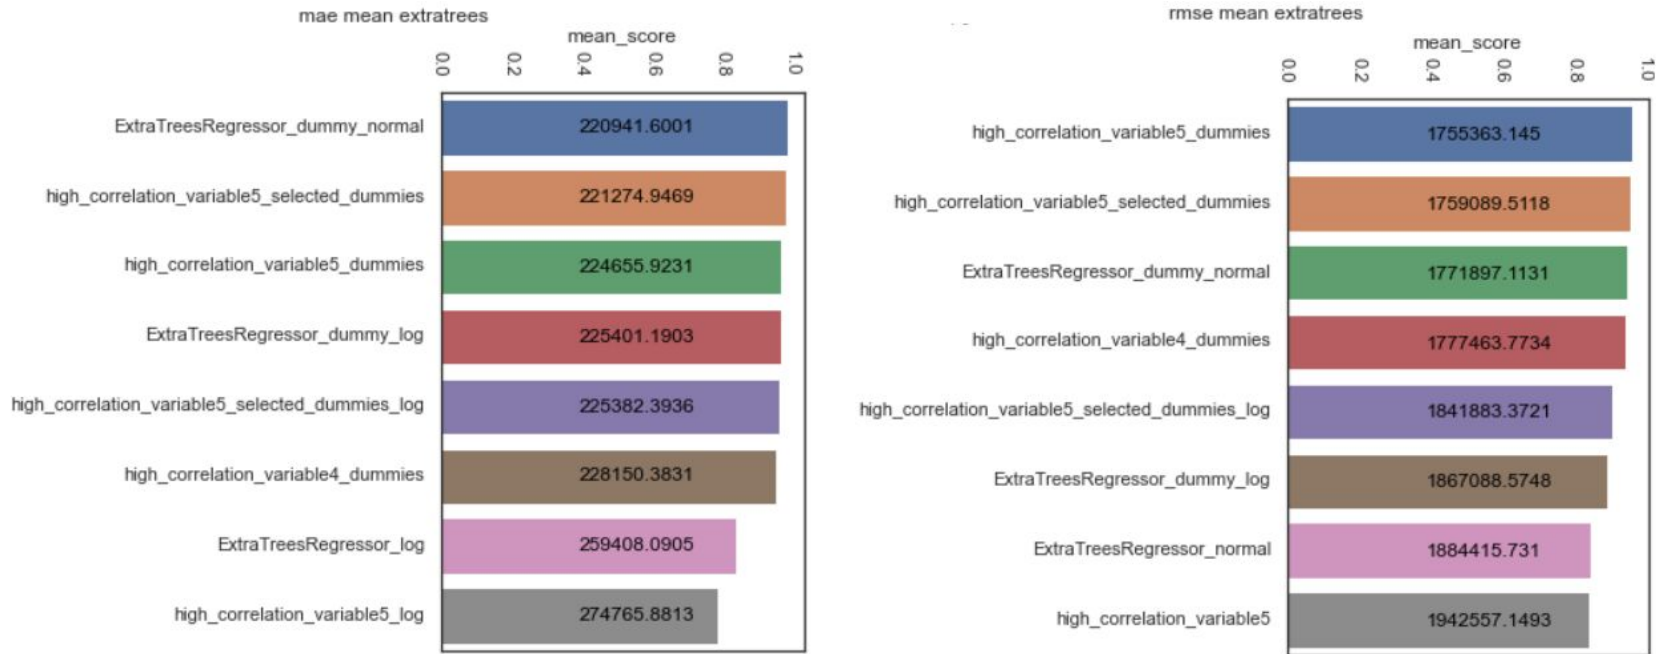 mae mean extratrees
mean_score
0.0 0.2 0.4 0.6 0.8 1.0
ExtraTreesRegressor_dummy_normal 220941.6001
high_correlation_variable5_selected_dummies 221274.9469
high_correlation_variable5_dummies 224655.9231
ExtraTreesRegressor_dummy_log 225401.1903
high_correlation_variable5_selected_dummies_log 225382.3936
high_correlation_variable4_dummies 228150.3831
ExtraTreesRegressor_log 259408.0905
high_correlation_variable5_log 274765.8813
rmse mean extratrees
mean_score
0.0 0.2 0.4 0.6 0.8 1.0
high_correlation_variable5_dummies 1755363.145
high_correlation_variable5_selected_dummies 1759089.5118
ExtraTreesRegressor_dummy_normal 1771897.1131
high_correlation_variable4_dummies 1777463.7734
high_correlation_variable5_selected_dummies_log 1841883.3721
ExtraTreesRegressor_dummy_log 1867088.5748
ExtraTreesRegressor_normal 1884415.731
high_correlation_variable5 1942557.1493